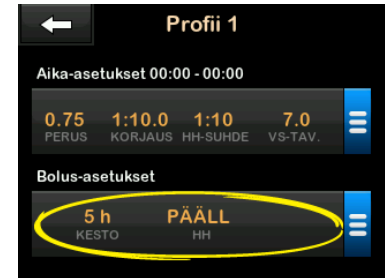 Profii 1
Aika-asetukset 00:00 - 00:00
0.75 1:10.0 1:10 7.0
PERUS KORJAUS HH-SUHDE VS-TAV.
Bolus-asetukset
5 h PÄÄLL
KESTO HH